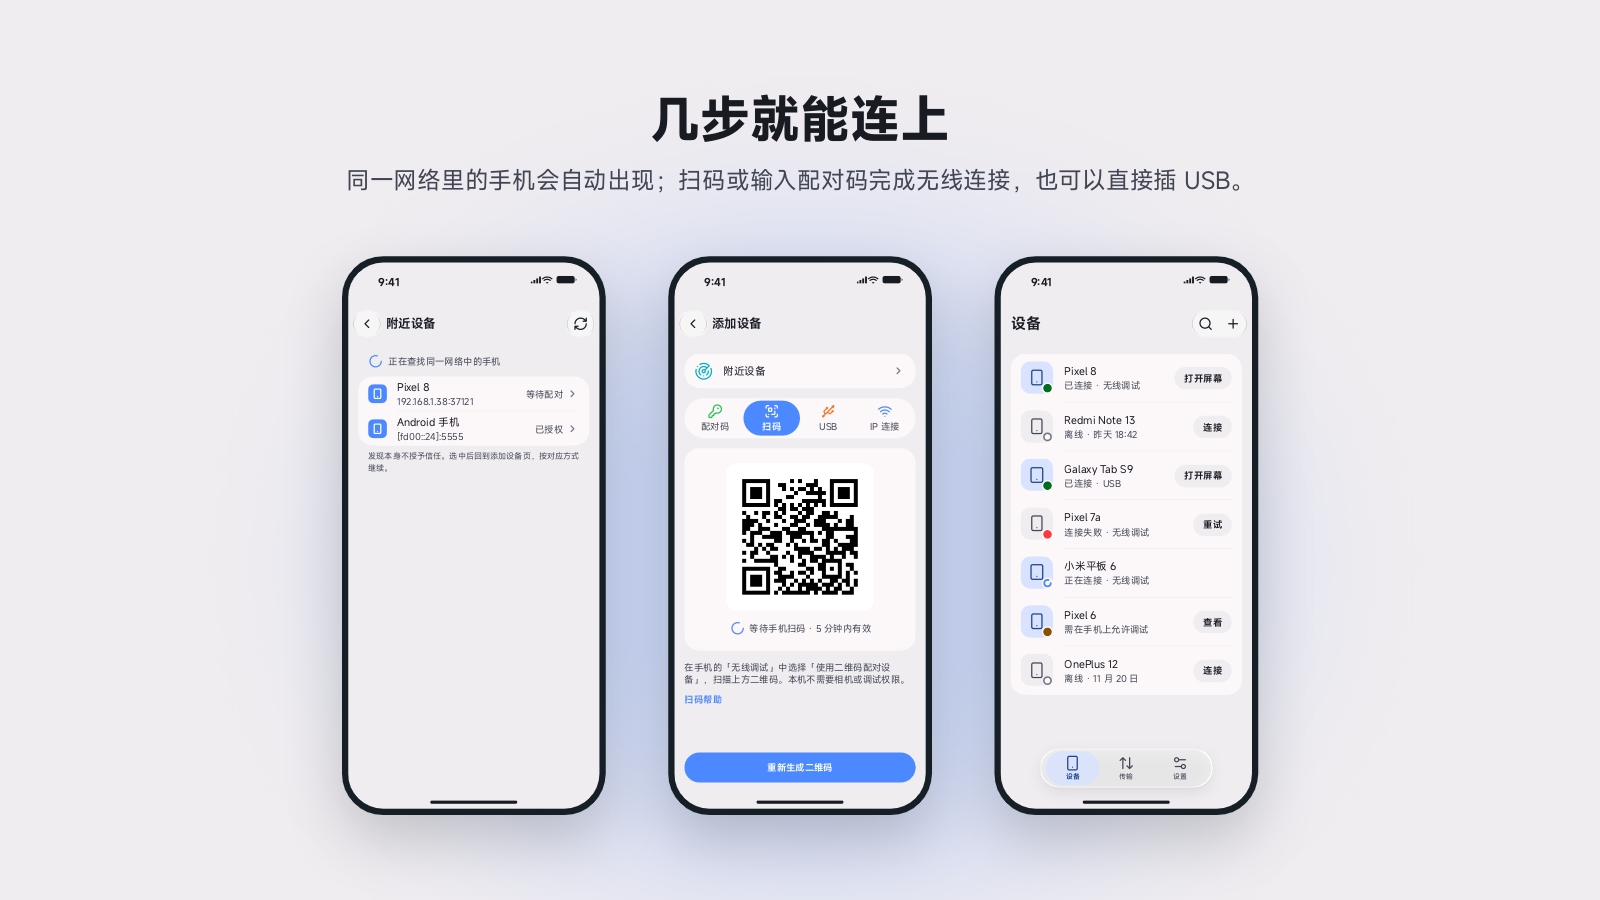 几步就能连上
同一网络里的手机会自动出现；扫码或输入配对码完成无线连接，也可以直接插 USB。
9:41
附近设备
正在查找同一网络中的手机
Pixel 8
192.168.1.38:37121
等待配对
Android 手机
[fd00::24]:5555
已授权
发现本身不授予信任。选中后回到添加设备页，按对应方式
继续。
9:41
添加设备
附近设备
配对码
扫码
USB
IP 连接
等待手机扫码 · 5 分钟内有效
在手机的「无线调试」中选择「使用二维码配对设
备」，扫描上方二维码。本机不需要相机或调试权限。
扫码帮助
重新生成二维码
9:41
设备
Pixel 8
已连接 · 无线调试
打开屏幕
Redmi Note 13
离线 · 昨天 18:42
连接
Galaxy Tab S9
已连接 · USB
打开屏幕
Pixel 7a
连接失败 · 无线调试
重试
小米平板 6
正在连接 · 无线调试
Pixel 6
需在手机上允许调试
查看
OnePlus 12
离线 · 11 月 20 日
连接
设备
传输
设置